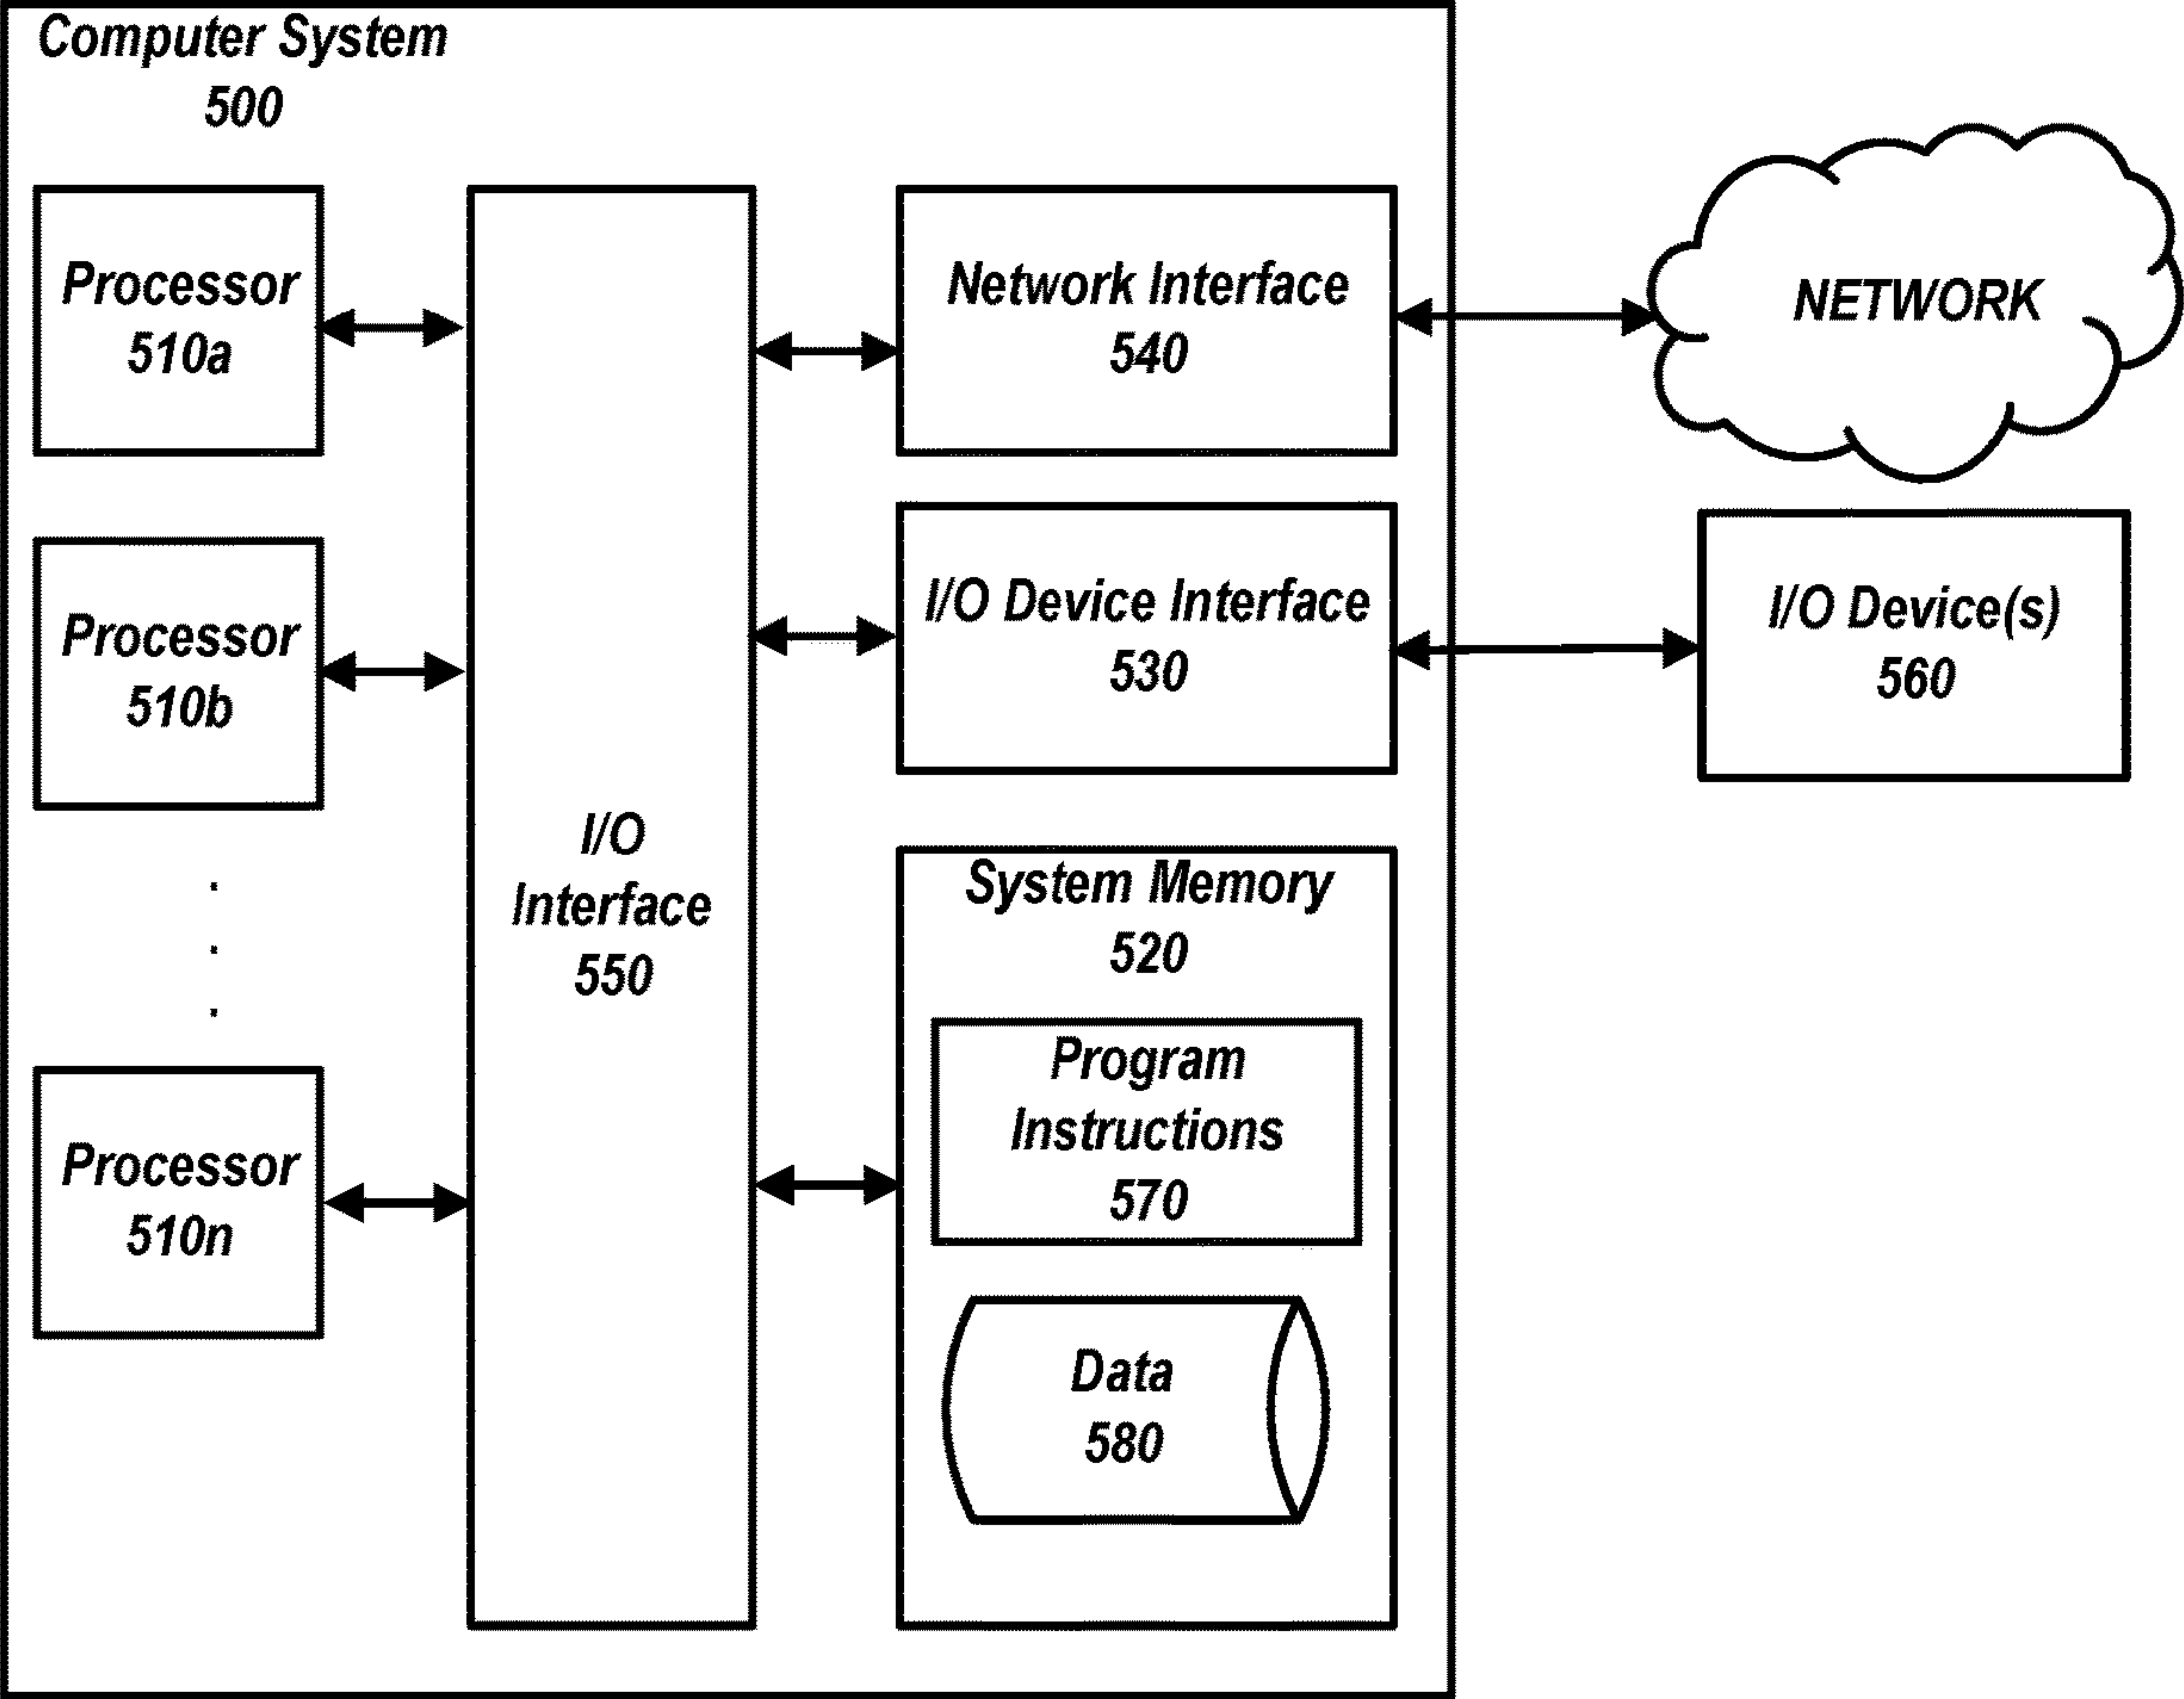 Computer System
500
Processor
510a
Processor
510b
.
.
.
Processor
510n
I/O
Interface
550
Network Interface
540
I/O Device Interface
530
System Memory
520
Program
Instructions
570
Data
580
NETWORK
I/O Device(s)
560